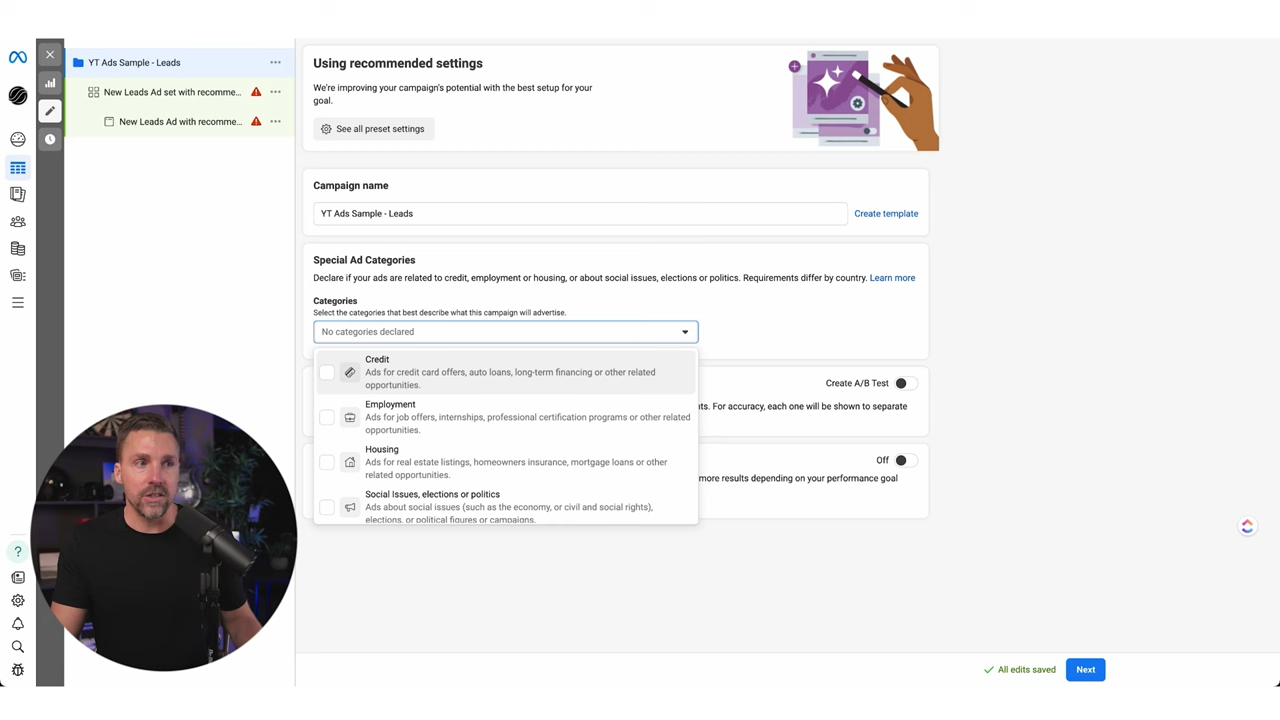 YT Ads Sample - Leads
New Leads Ad set with recomme...
New Leads Ad with recomme...
Using recommended settings
We're improving your campaign's potential with the best setup for your
goal.
See all preset settings
Campaign name
YT Ads Sample - Leads
Create template
Special Ad Categories
Declare if your ads are related to credit, employment or housing, or about social issues, elections or politics. Requirements differ by country. Learn more
Categories
Select the categories that best describe what this campaign will advertise.
No categories declared
Credit
Ads for credit card offers, auto loans, long-term financing or other related
opportunities.
Employment
Ads for job offers, internships, professional certification programs or other related
opportunities.
Housing
Ads for real estate listings, homeowners insurance, mortgage loans or other
related opportunities.
Social Issues, elections or politics
Ads about social issues (such as the economy, or civil and social rights),
elections, or political figures or campaigns.
Create A/B Test
ts. For accuracy, each one will be shown to separate
Off
more results depending on your performance goal
All edits saved
Next